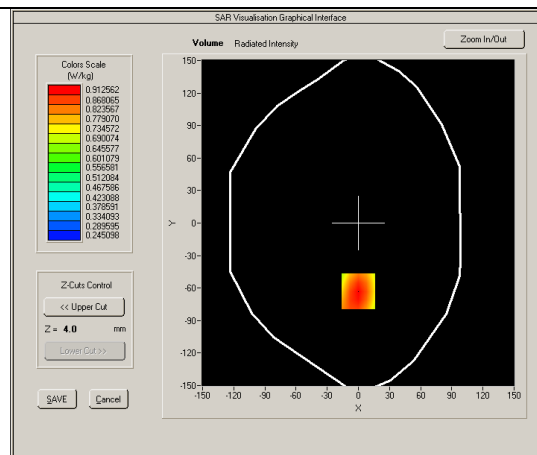 SAR Visualisation Graphical Interface
Volume Radiated Intensity
Zoom In/Out
Colors Scale
(W/kg)
0.912562
0.868065
0.823567
0.779070
0.734572
0.690074
0.645577
0.601079
0.556581
0.512084
0.467586
0.423088
0.378591
0.334093
0.289595
0.245098
Z-Cuts Control
<< Upper Cut
Z = 4.0 mm
Lower Cut >>
SAVE Cancel
150
120
90
60
30
0
-30
-60
-90
-120
-150
Y
-150 -120 -90 -60 -30 0 30 60 90 120 150
X